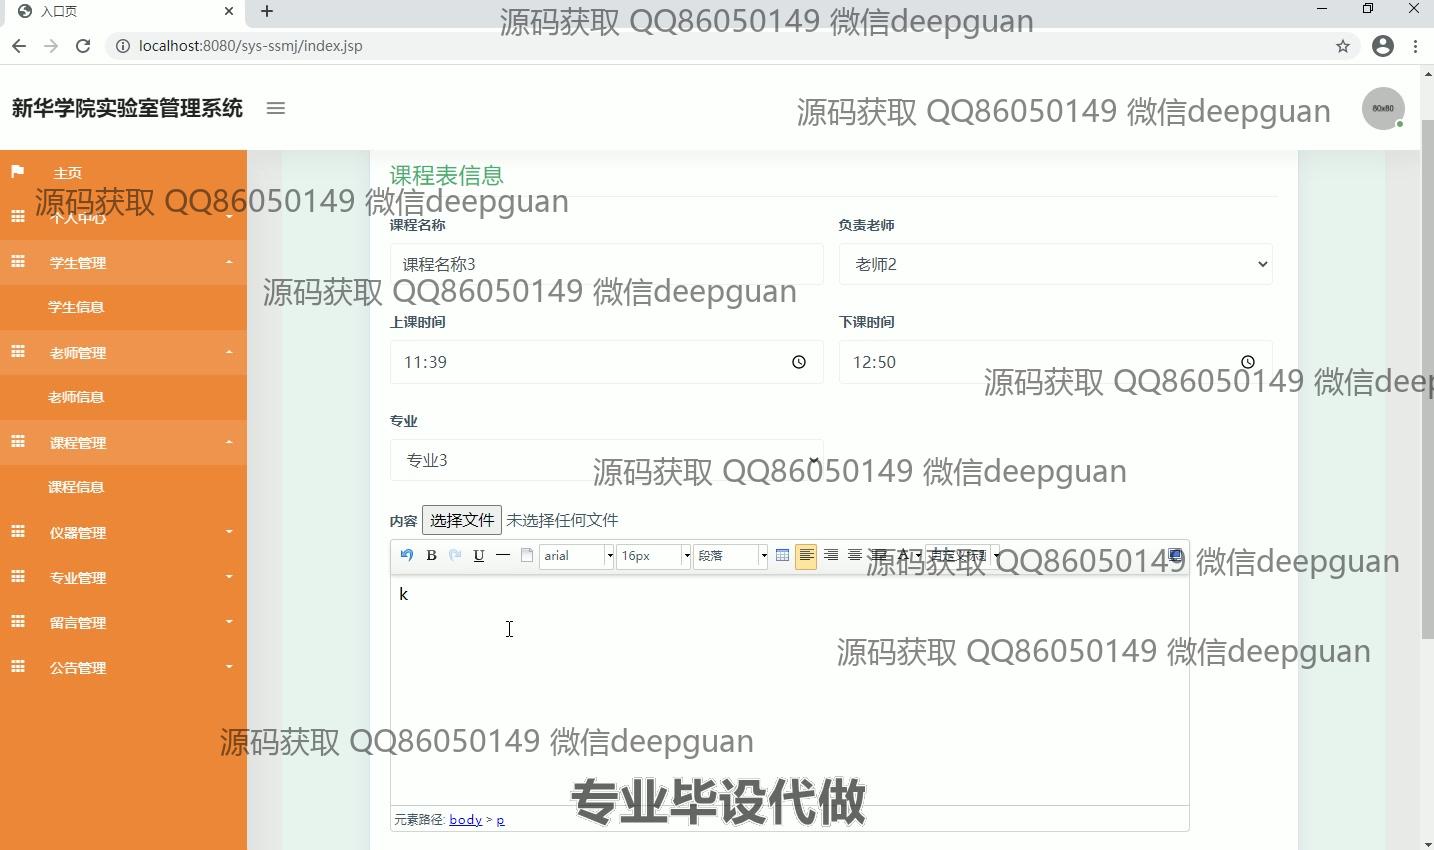 入口页
源码获取 QQ86050149 微信deepguan
localhost:8080/sys-ssmj/index.jsp
新华学院实验室管理系统
源码获取 QQ86050149 微信deepguan
80x80
主页
课程表信息
源码获取 QQ86050149 微信deepguan
个人中心
课程名称
负责老师
学生管理
课程名称3
老师2
源码获取 QQ86050149 微信deepguan
学生信息
上课时间
下课时间
老师管理
11:39
12:50
源码获取 QQ86050149 微信deep
老师信息
专业
课程管理
专业3
源码获取 QQ86050149 微信deepguan
课程信息
内容 选择文件 未选择任何文件
仪器管理
B U arial 16px 段落 A 自定义标题
源码获取 QQ86050149 微信deepguan
专业管理
k
留言管理
源码获取 QQ86050149 微信deepguan
公告管理
源码获取 QQ86050149 微信deepguan
专业毕设代做
元素路径: body > p